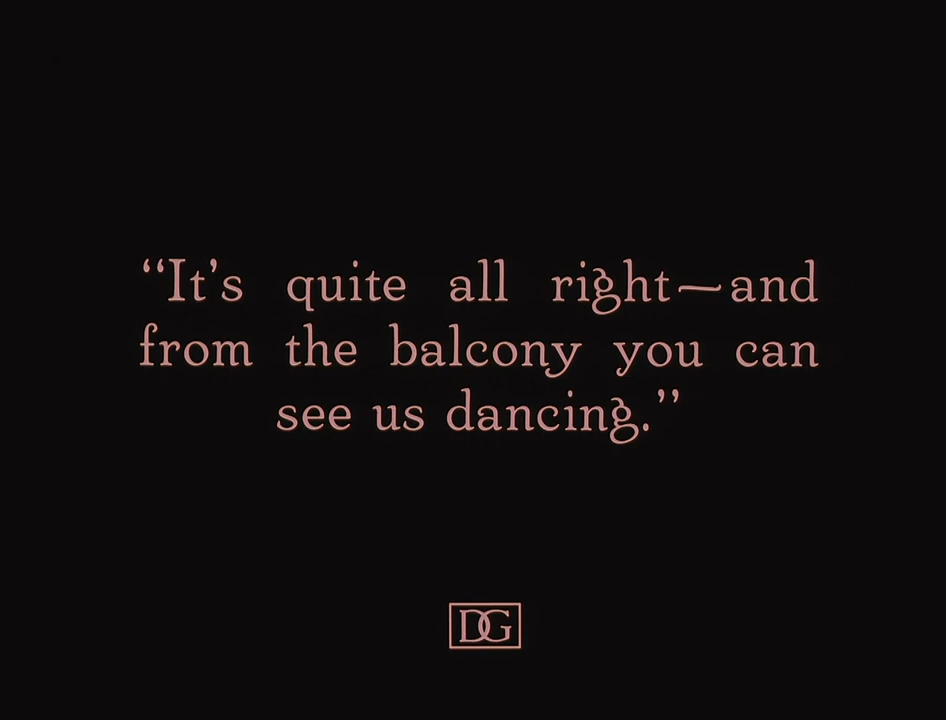 “It’s quite all right—and
from the balcony you can
see us dancing.”
DG